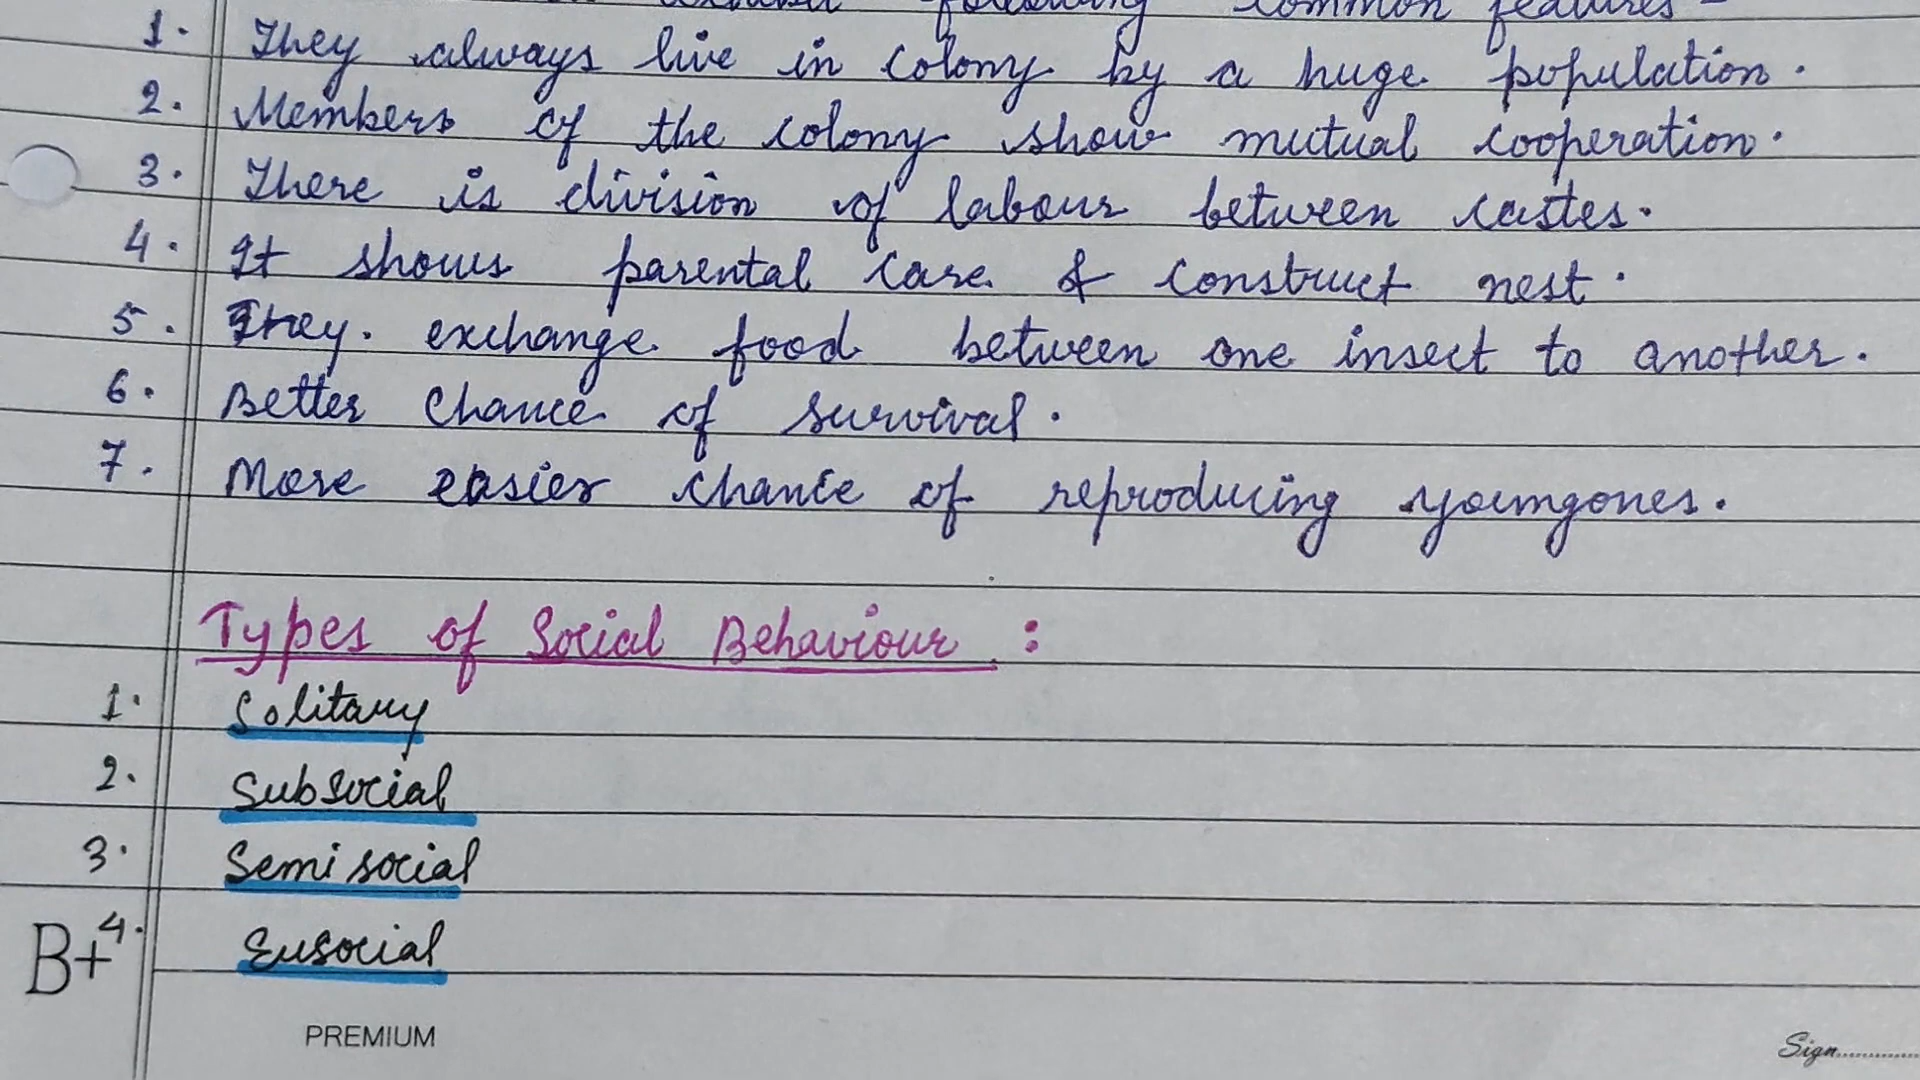 following common features -
1. They always live in colony by a huge population.
2. Members of the colony show mutual cooperation.
3. There is division of labour between castes.
4. It shows parental care & construct nest.
5. They. exchange food between one insect to another.
6. Better chance of survival.
7. More easier chance of reproducing youngones.
Types of Social Behaviour :
1. Solitary
2. Subsocial
3. Semi social
4. Eusocial
B+
PREMIUM
Sign..............